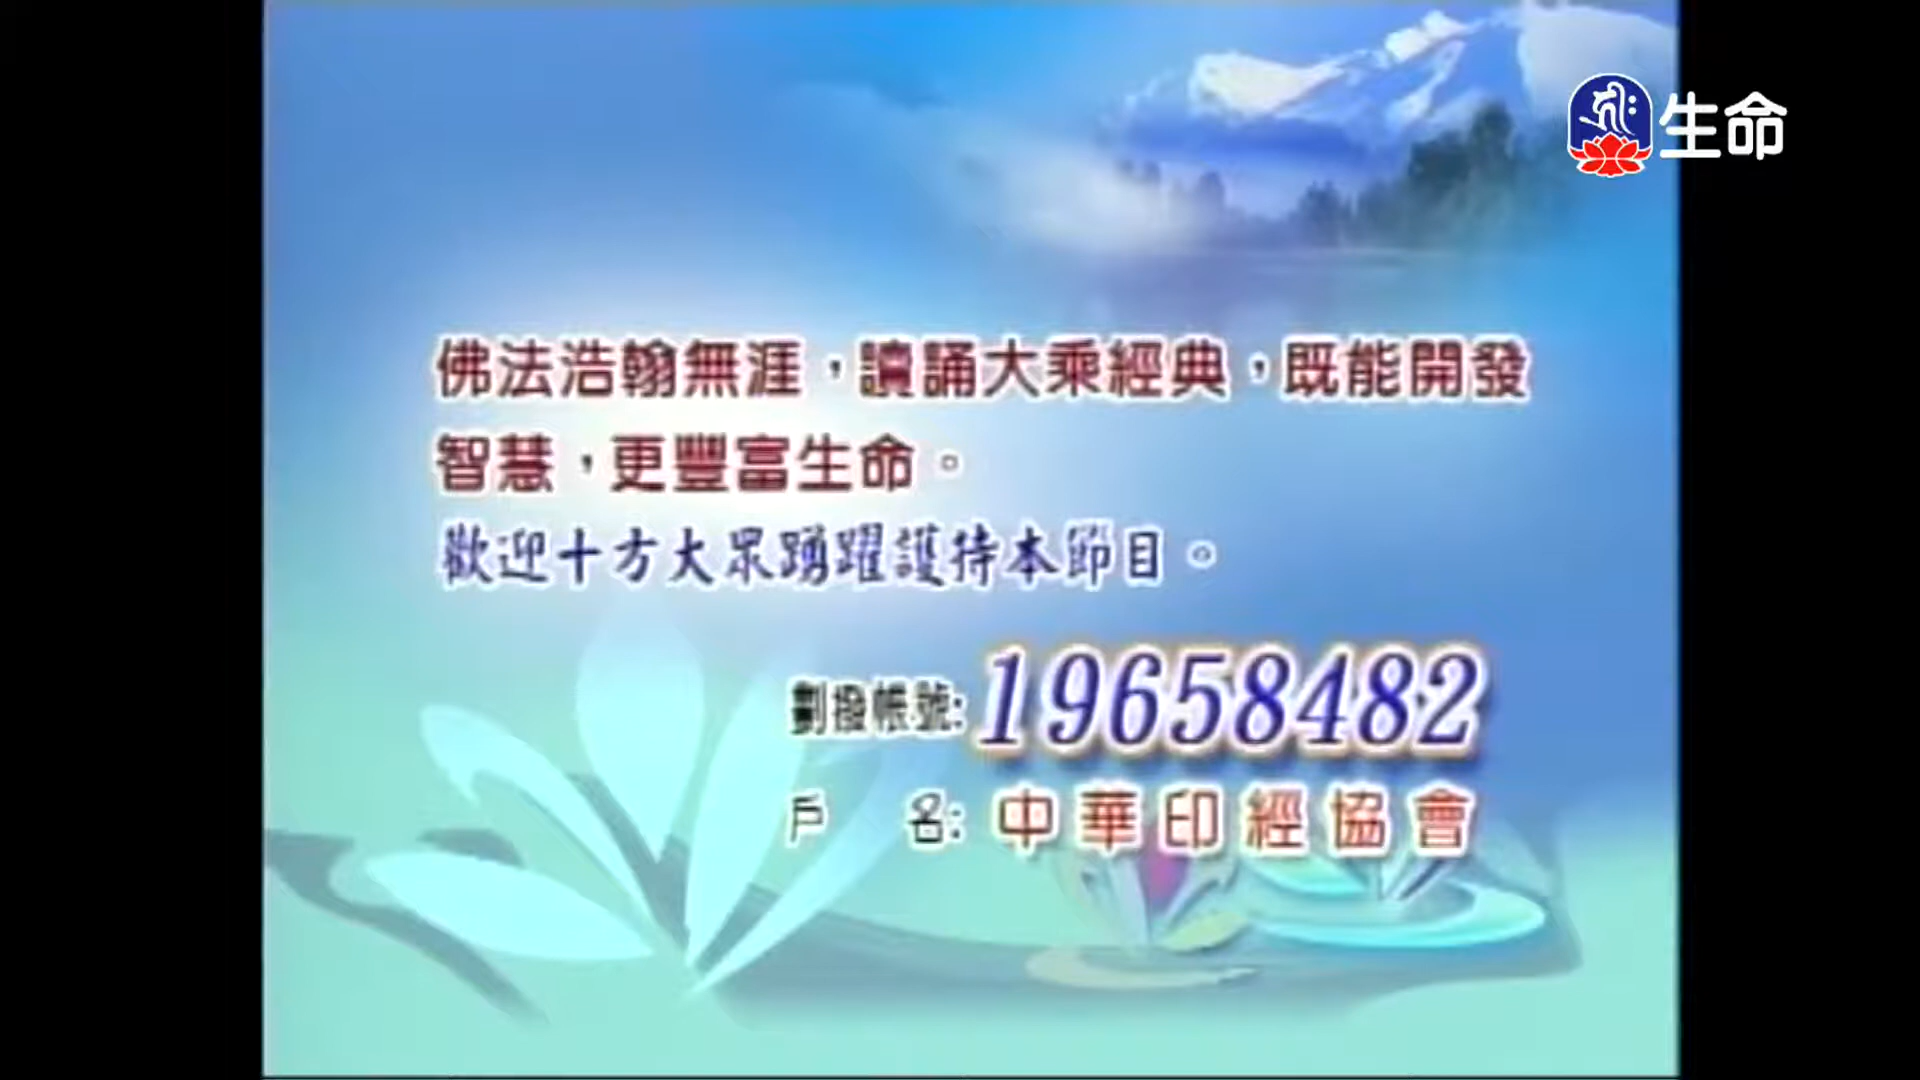 生命
佛法浩翰無涯，讀誦大乘經典，既能開發
智慧，更豐富生命。
歡迎十方大眾踴躍護持本節目。
劃撥帳號:19658482
戶 名:中華印經協會